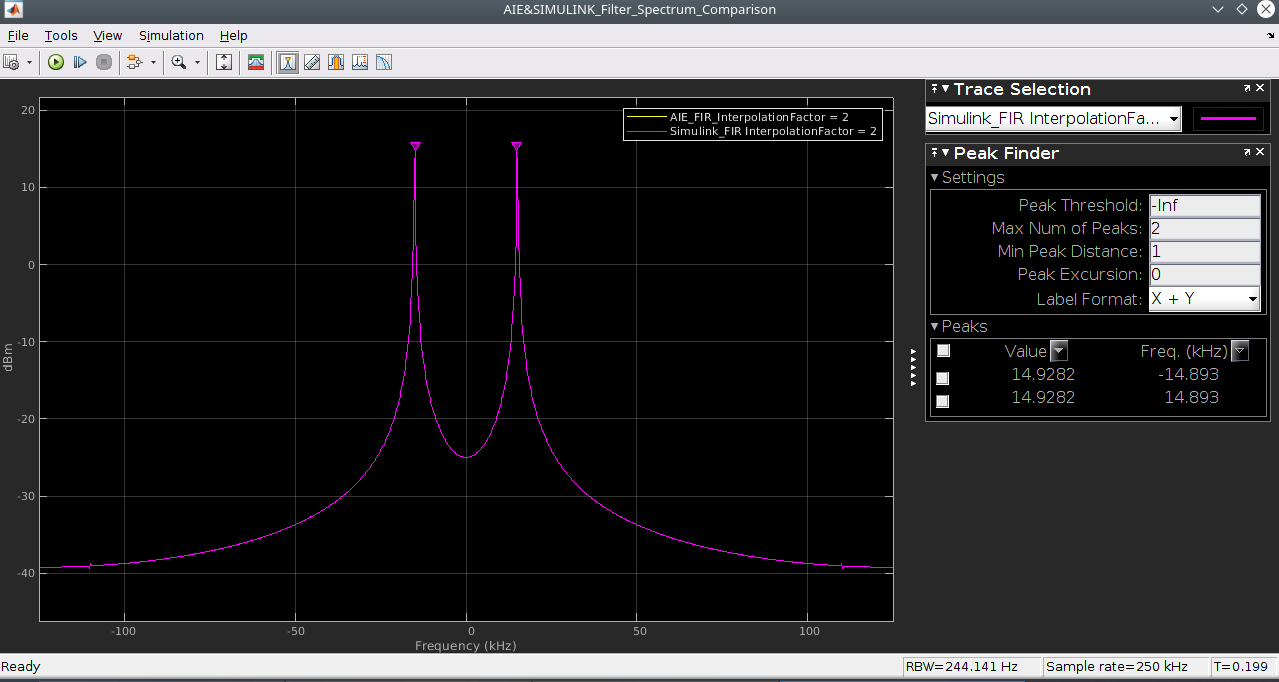 AIE&SIMULINK_Filter_Spectrum_Comparison
File Tools View Simulation Help
20
10
0
-10
-20
-30
-40
dBm
-100 -50 0 50 100
Frequency (kHz)
AIE_FIR_InterpolationFactor = 2
Simulink_FIR InterpolationFactor = 2
Trace Selection
Simulink_FIR InterpolationFa...
Peak Finder
Settings
Peak Threshold: -Inf
Max Num of Peaks: 2
Min Peak Distance: 1
Peak Excursion: 0
Label Format: X + Y
Peaks
Value Freq. (kHz)
14.9282 -14.893
14.9282 14.893
Ready RBW=244.141 Hz Sample rate=250 kHz T=0.199